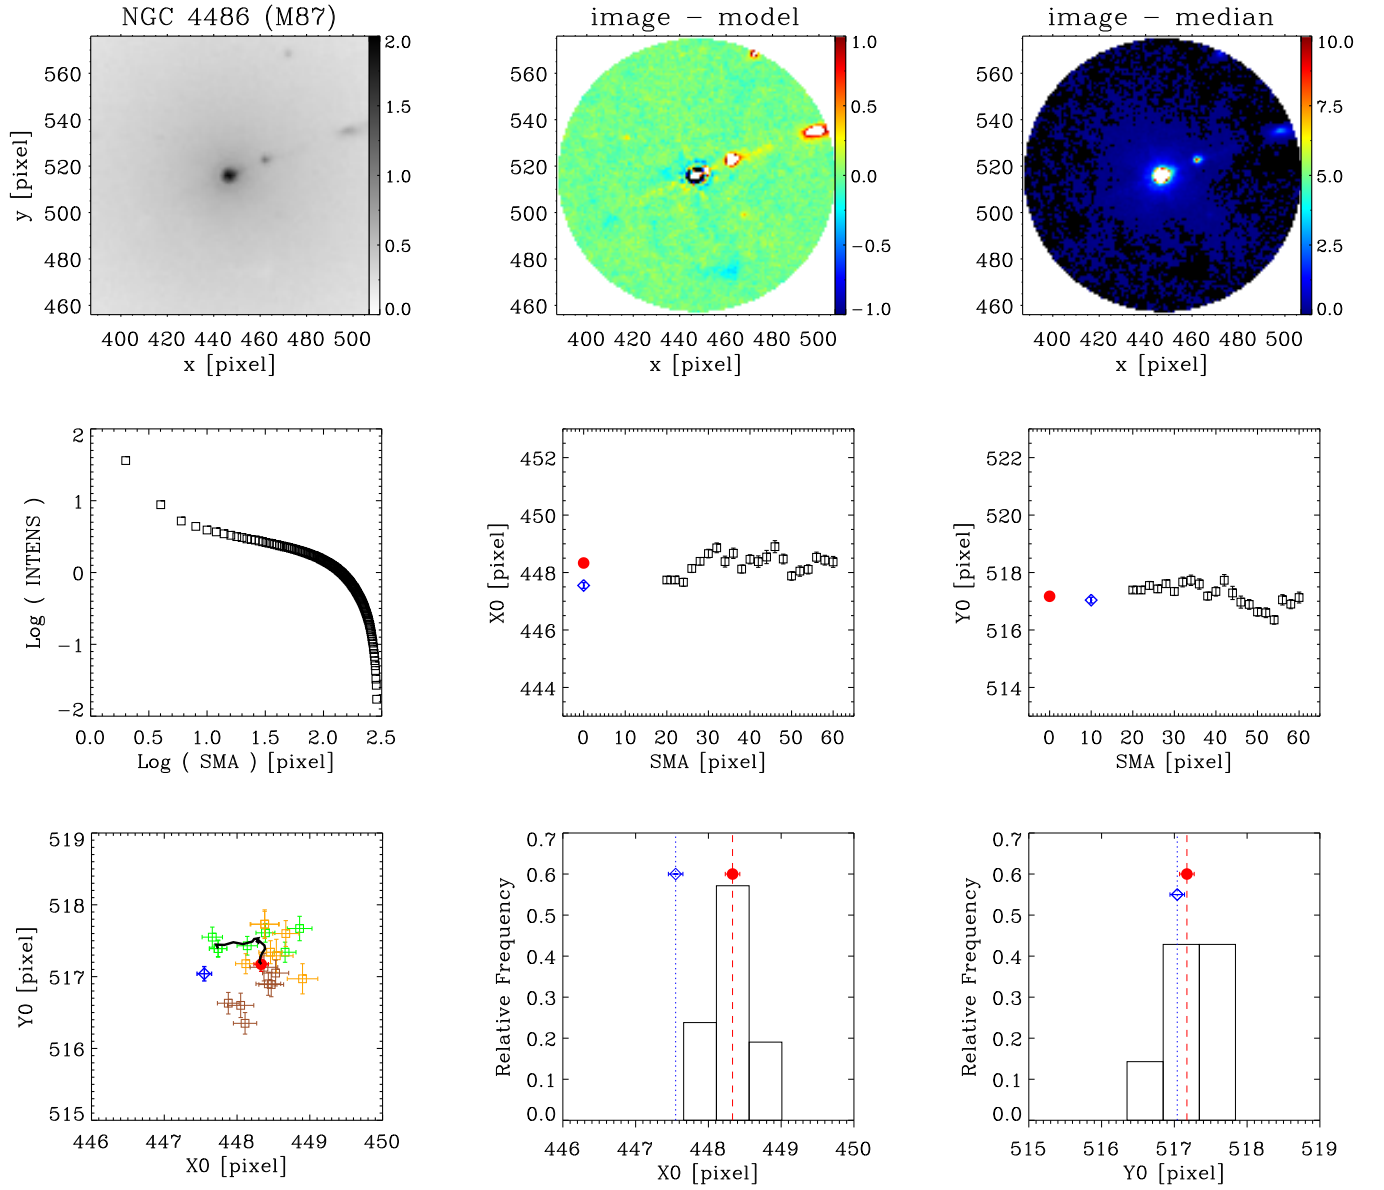 NGC 4486 (M87)
image − model
image − median
y [pixel]
560
540
520
500
480
460
400 420 440 460 480 500
x [pixel]
2.0
1.5
1.0
0.5
0.0
560
540
520
500
480
460
400 420 440 460 480 500
x [pixel]
1.0
0.5
0.0
−0.5
−1.0
560
540
520
500
480
460
400 420 440 460 480 500
x [pixel]
10.0
7.5
5.0
2.5
0.0
Log ( INTENS )
2
1
0
−1
−2
0.0 0.5 1.0 1.5 2.0 2.5
Log ( SMA ) [pixel]
X0 [pixel]
452
450
448
446
444
0 10 20 30 40 50 60
SMA [pixel]
Y0 [pixel]
522
520
518
516
514
0 10 20 30 40 50 60
SMA [pixel]
Y0 [pixel]
519
518
517
516
515
446 447 448 449 450
X0 [pixel]
Relative Frequency
0.7
0.6
0.5
0.4
0.3
0.2
0.1
0.0
446 447 448 449 450
X0 [pixel]
Relative Frequency
0.7
0.6
0.5
0.4
0.3
0.2
0.1
0.0
515 516 517 518 519
Y0 [pixel]